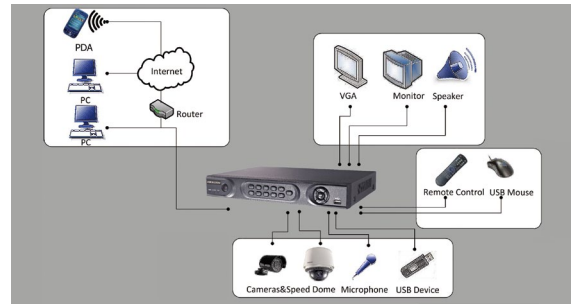 PDA
Internet
PC
Router
PC
VGA Monitor Speaker
Remote Control USB Mouse
Cameras&Speed Dome Microphone USB Device